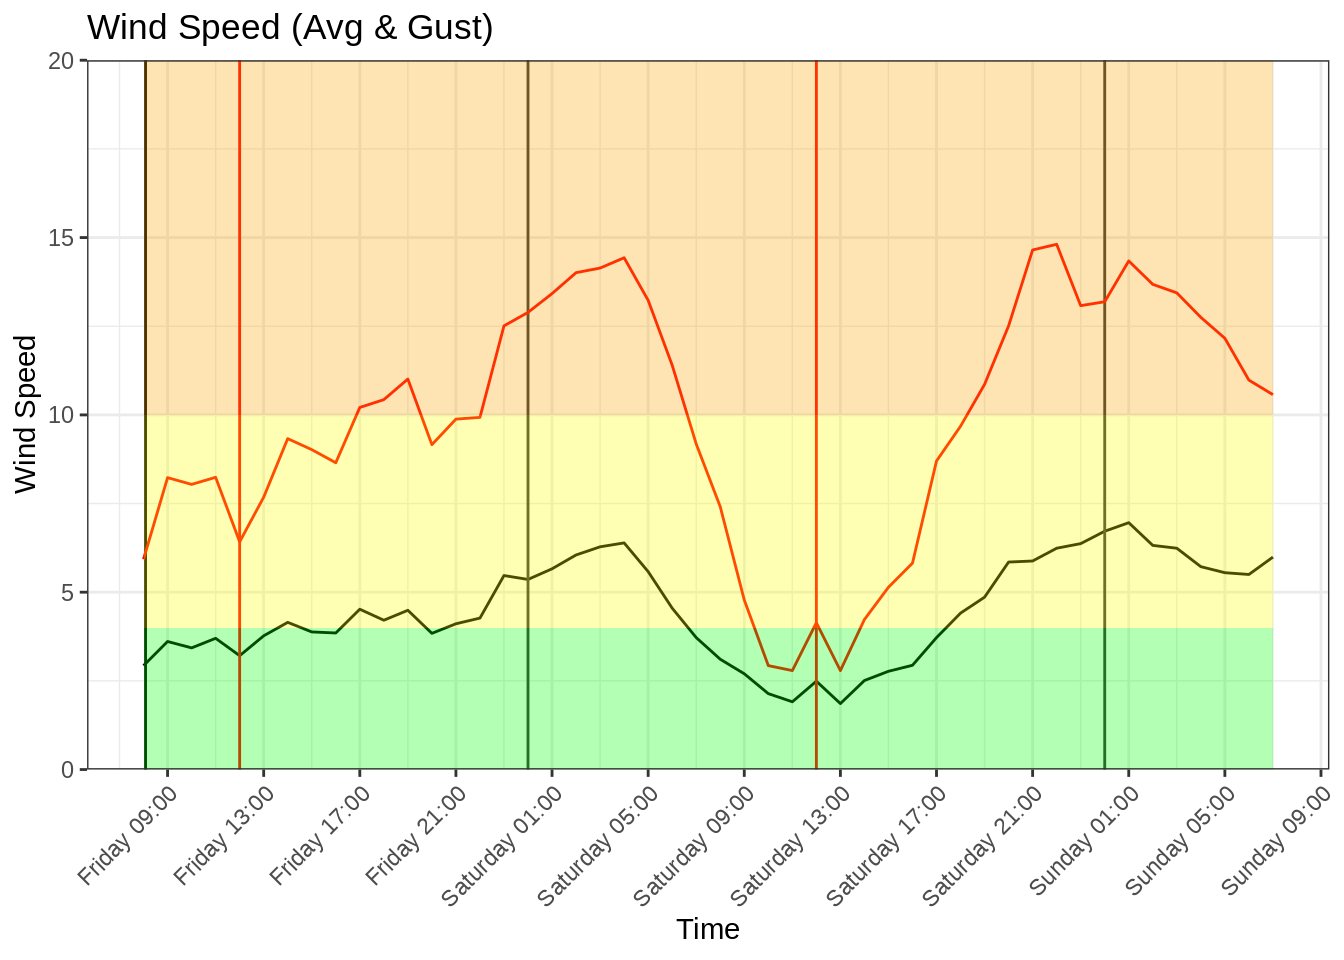 Wind Speed (Avg & Gust)
20
15
10
5
0
Wind Speed
Friday 09:00
Friday 13:00
Friday 17:00
Friday 21:00
Saturday 01:00
Saturday 05:00
Saturday 09:00
Saturday 13:00
Saturday 17:00
Saturday 21:00
Sunday 01:00
Sunday 05:00
Sunday 09:00
Time